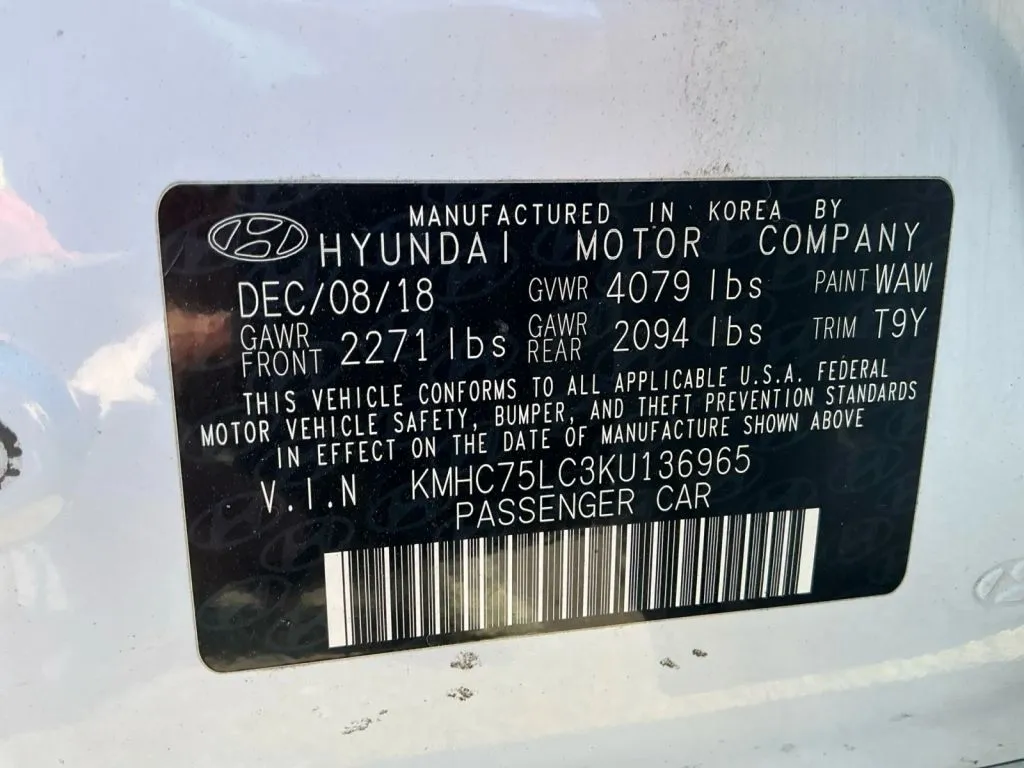 MANUFACTURED IN KOREA BY
HYUNDAI MOTOR COMPANY
DEC/08/18 GVWR 4079 lbs PAINT WAW
GAWR FRONT 2271 lbs GAWR REAR 2094 lbs TRIM T9Y
THIS VEHICLE CONFORMS TO ALL APPLICABLE U.S.A. FEDERAL
MOTOR VEHICLE SAFETY, BUMPER, AND THEFT PREVENTION STANDARDS
IN EFFECT ON THE DATE OF MANUFACTURE SHOWN ABOVE
V.I.N KMHC75LC3KU136965
PASSENGER CAR